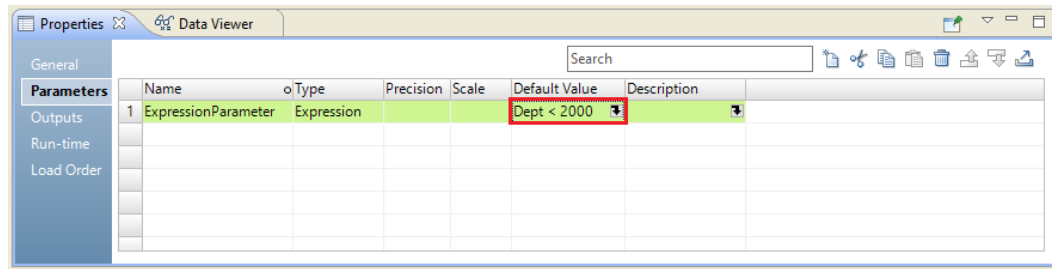 Properties Data Viewer
Search
General
Parameters
Outputs
Run-time
Load Order
Name Type Precision Scale Default Value Description
1 ExpressionParameter Expression Dept < 2000